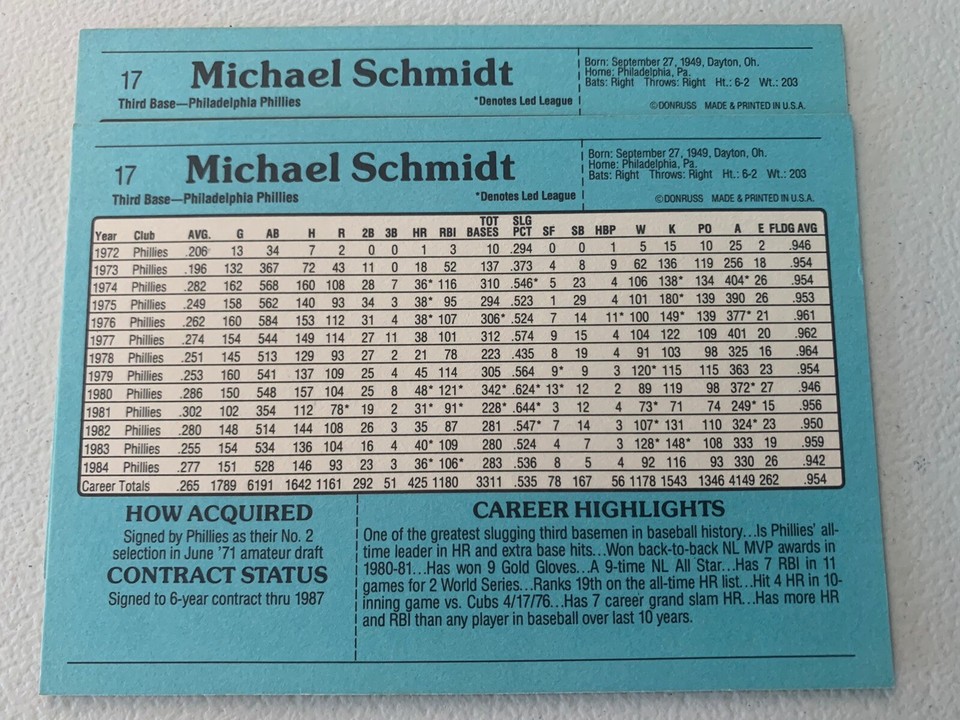 17 Michael Schmidt
Third Base—Philadelphia Phillies *Denotes Led League
Born: September 27, 1949, Dayton, Oh.
Home: Philadelphia, Pa.
Bats: Right Throws: Right Ht.: 6-2 Wt.: 203
©DONRUSS MADE & PRINTED IN U.S.A.
17 Michael Schmidt
Third Base—Philadelphia Phillies *Denotes Led League
Born: September 27, 1949, Dayton, Oh.
Home: Philadelphia, Pa.
Bats: Right Throws: Right Ht.: 6-2 Wt.: 203
©DONRUSS MADE & PRINTED IN U.S.A.
TOT SLG
Year Club AVG. G AB H R 2B 3B HR RBI BASES PCT SF SB HBP W K PO A E FLDG AVG
1972 Phillies .206 13 34 7 2 0 0 1 3 10 .294 0 0 1 5 15 10 25 2 .946
1973 Phillies .196 132 367 72 43 11 0 18 52 137 .373 4 8 9 62 136 119 256 18 .954
1974 Phillies .282 162 568 160 108 28 7 36* 116 310 .546* 5 23 4 106 138* 134 404* 26 .954
1975 Phillies .249 158 562 140 93 34 3 38* 95 294 .523 1 29 4 101 180* 139 390 26 .953
1976 Phillies .262 160 584 153 112 31 4 38* 107 306* .524 7 14 11* 100 149* 139 377* 21 .961
1977 Phillies .274 154 544 149 114 27 11 38 101 312 .574 9 15 4 104 122 109 401 20 .962
1978 Phillies .251 145 513 129 93 27 2 21 78 223 .435 8 19 4 91 103 98 325 16 .964
1979 Phillies .253 160 541 137 109 25 4 45 114 305 .564 9* 9 3 120* 115 115 363 23 .954
1980 Phillies .286 150 548 157 104 25 8 48* 121* 342* .624* 13* 12 2 89 119 98 372* 27 .946
1981 Phillies .302 102 354 112 78* 19 2 31* 91* 228* .644* 3 12 4 73* 71 74 249* 15 .956
1982 Phillies .280 148 514 144 108 26 3 35 87 281 .547* 7 14 3 107* 131 110 324* 23 .950
1983 Phillies .255 154 534 136 104 16 4 40* 109 280 .524 4 7 3 128* 148* 108 333 19 .959
1984 Phillies .277 151 528 146 93 23 3 36* 106* 283 .536 8 5 4 92 116 93 330 26 .942
Career Totals .265 1789 6191 1642 1161 292 51 425 1180 3311 .535 78 167 56 1178 1543 1346 4149 262 .954
HOW ACQUIRED
Signed by Phillies as their No. 2
selection in June '71 amateur draft
CONTRACT STATUS
Signed to 6-year contract thru 1987
CAREER HIGHLIGHTS
One of the greatest slugging third basemen in baseball history...Is Phillies' all-
time leader in HR and extra base hits...Won back-to-back NL MVP awards in
1980-81...Has won 9 Gold Gloves...A 9-time NL All Star...Has 7 RBI in 11
games for 2 World Series...Ranks 19th on the all-time HR list...Hit 4 HR in 10-
inning game vs. Cubs 4/17/76...Has 7 career grand slam HR...Has more HR
and RBI than any player in baseball over last 10 years.